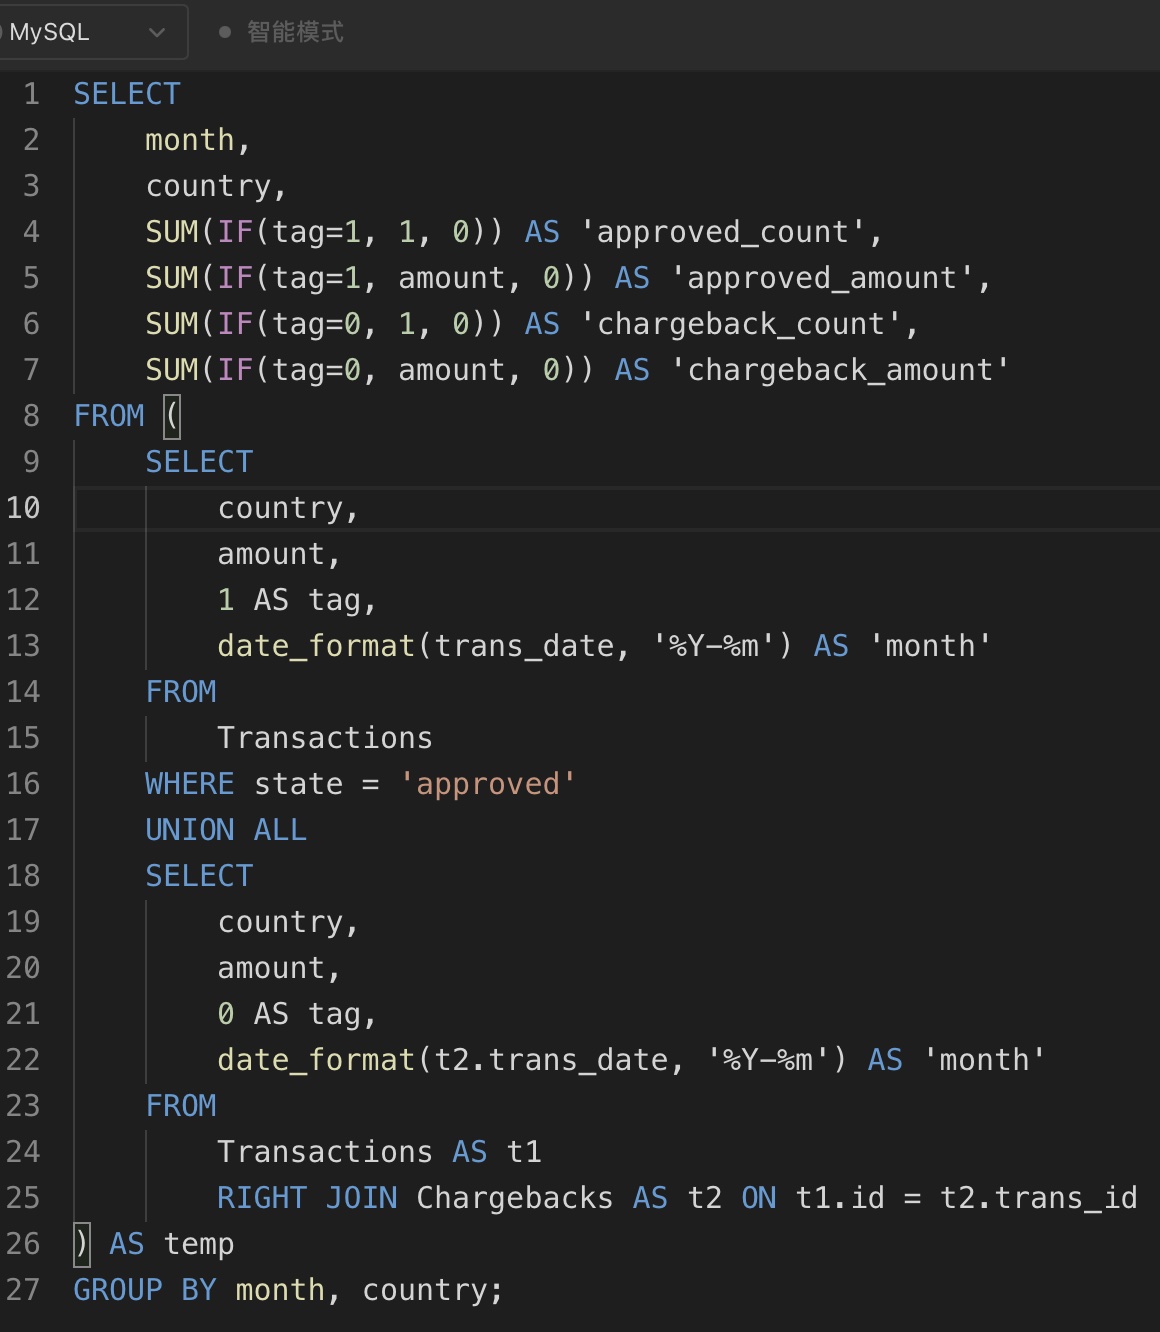 MySQL 智能模式
1 SELECT
2     month,
3     country,
4     SUM(IF(tag=1, 1, 0)) AS 'approved_count',
5     SUM(IF(tag=1, amount, 0)) AS 'approved_amount',
6     SUM(IF(tag=0, 1, 0)) AS 'chargeback_count',
7     SUM(IF(tag=0, amount, 0)) AS 'chargeback_amount'
8 FROM (
9     SELECT
10         country,
11         amount,
12         1 AS tag,
13         date_format(trans_date, '%Y-%m') AS 'month'
14     FROM
15         Transactions
16     WHERE state = 'approved'
17     UNION ALL
18     SELECT
19         country,
20         amount,
21         0 AS tag,
22         date_format(t2.trans_date, '%Y-%m') AS 'month'
23     FROM
24         Transactions AS t1
25         RIGHT JOIN Chargebacks AS t2 ON t1.id = t2.trans_id
26 ) AS temp
27 GROUP BY month, country;